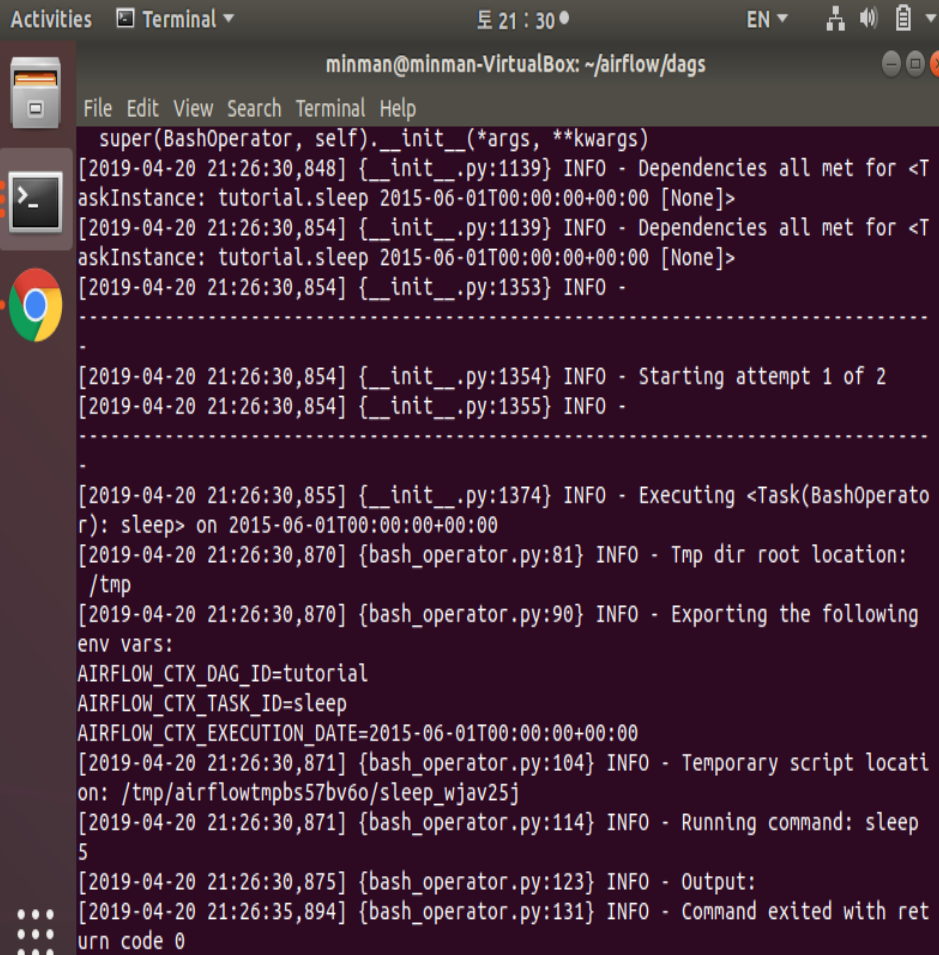 Activities Terminal 토 21 : 30 EN
minman@minman-VirtualBox: ~/airflow/dags
File Edit View Search Terminal Help
super(BashOperator, self).__init__(*args, **kwargs)
[2019-04-20 21:26:30,848] {__init__.py:1139} INFO - Dependencies all met for <T
askInstance: tutorial.sleep 2015-06-01T00:00:00+00:00 [None]>
[2019-04-20 21:26:30,854] {__init__.py:1139} INFO - Dependencies all met for <T
askInstance: tutorial.sleep 2015-06-01T00:00:00+00:00 [None]>
[2019-04-20 21:26:30,854] {__init__.py:1353} INFO -
--------------------------------------------------------------------------------
-
[2019-04-20 21:26:30,854] {__init__.py:1354} INFO - Starting attempt 1 of 2
[2019-04-20 21:26:30,854] {__init__.py:1355} INFO -
--------------------------------------------------------------------------------
-
[2019-04-20 21:26:30,855] {__init__.py:1374} INFO - Executing <Task(BashOperato
r): sleep> on 2015-06-01T00:00:00+00:00
[2019-04-20 21:26:30,870] {bash_operator.py:81} INFO - Tmp dir root location:
/tmp
[2019-04-20 21:26:30,870] {bash_operator.py:90} INFO - Exporting the following
env vars:
AIRFLOW_CTX_DAG_ID=tutorial
AIRFLOW_CTX_TASK_ID=sleep
AIRFLOW_CTX_EXECUTION_DATE=2015-06-01T00:00:00+00:00
[2019-04-20 21:26:30,871] {bash_operator.py:104} INFO - Temporary script locati
on: /tmp/airflowtmpbs57bv6o/sleep_wjav25j
[2019-04-20 21:26:30,871] {bash_operator.py:114} INFO - Running command: sleep
5
[2019-04-20 21:26:30,875] {bash_operator.py:123} INFO - Output:
[2019-04-20 21:26:35,894] {bash_operator.py:131} INFO - Command exited with ret
urn code 0